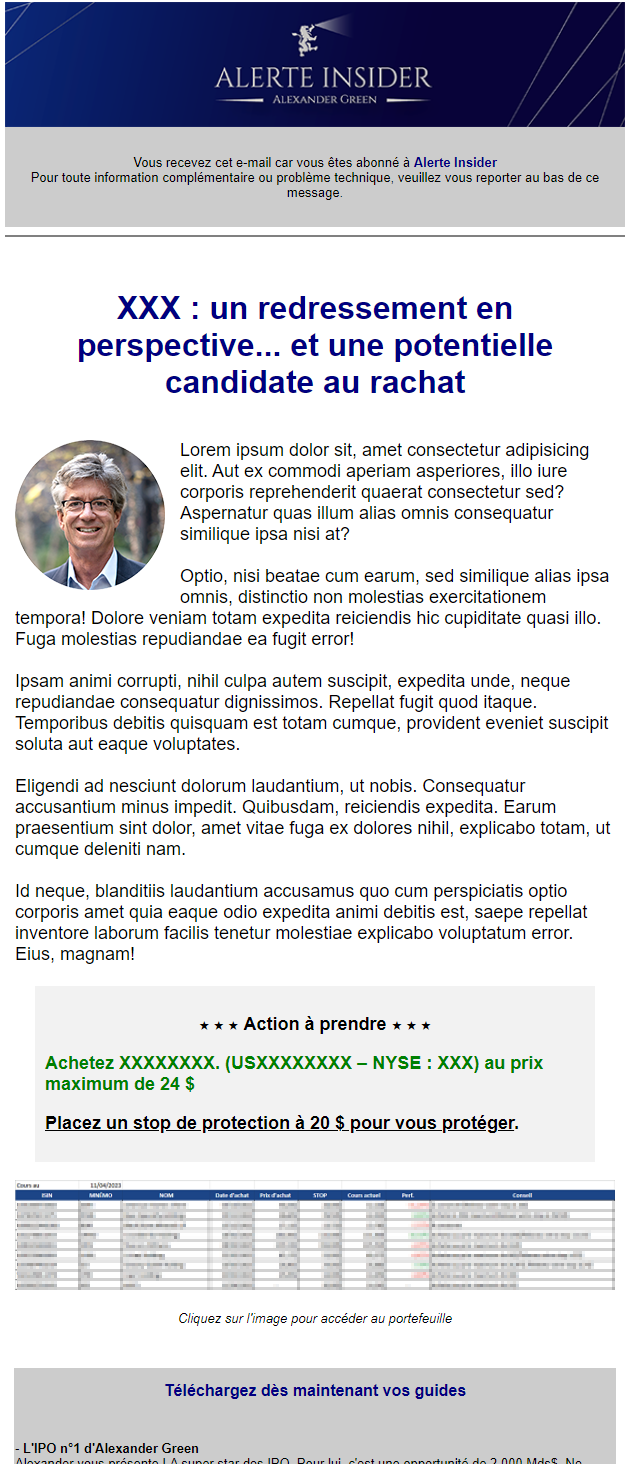 ALERTE INSIDER
ALEXANDER GREEN
Vous recevez cet e-mail car vous êtes abonné à Alerte Insider
Pour toute information complémentaire ou problème technique, veuillez vous reporter au bas de ce
message.
XXX : un redressement en
perspective... et une potentielle
candidate au rachat
Lorem ipsum dolor sit, amet consectetur adipisicing
elit. Aut ex commodi aperiam asperiores, illo iure
corporis reprehenderit quaerat consectetur sed?
Aspernatur quas illum alias omnis consequatur
similique ipsa nisi at?
Optio, nisi beatae cum earum, sed similique alias ipsa
omnis, distinctio non molestias exercitationem
tempora! Dolore veniam totam expedita reiciendis hic cupiditate quasi illo.
Fuga molestias repudiandae ea fugit error!
Ipsam animi corrupti, nihil culpa autem suscipit, expedita unde, neque
repudiandae consequatur dignissimos. Repellat fugit quod itaque.
Temporibus debitis quisquam est totam cumque, provident eveniet suscipit
soluta aut eaque voluptates.
Eligendi ad nesciunt dolorum laudantium, ut nobis. Consequatur
accusantium minus impedit. Quibusdam, reiciendis expedita. Earum
praesentium sint dolor, amet vitae fuga ex dolores nihil, explicabo totam, ut
cumque deleniti nam.
Id neque, blanditiis laudantium accusamus quo cum perspiciatis optio
corporis amet quia eaque odio expedita animi debitis est, saepe repellat
inventore laborum facilis tenetur molestiae explicabo voluptatum error.
Eius, magnam!
★ ★ ★ Action à prendre ★ ★ ★
Achetez XXXXXXXX. (USXXXXXXXX – NYSE : XXX) au prix
maximum de 24 $
Placez un stop de protection à 20 $ pour vous protéger.
Cours au 11/04/2023
ISIN MNÉMO NOM Date d'achat Prix d'achat STOP Cours actuel Perf. Conseil
Cliquez sur l'image pour accéder au portefeuille
Téléchargez dès maintenant vos guides
- L'IPO n°1 d'Alexander Green
Alexander vous présente LA super star des IPO. Pour lui, c'est une opportunité de 2 000 Mds$. Ne